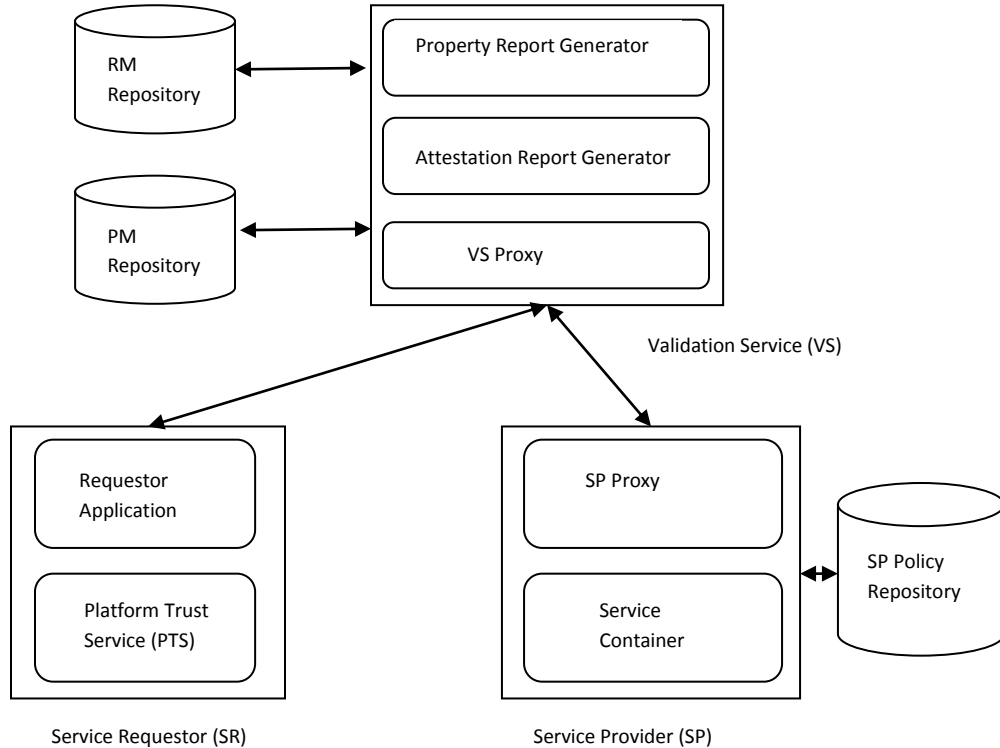 Property Report Generator
RM
Repository
Attestation Report Generator
PM
Repository
VS Proxy
Validation Service (VS)
Requestor
Application
SP Proxy
SP Policy
Repository
Platform Trust
Service (PTS)
Service
Container
Service Requestor (SR)
Service Provider (SP)